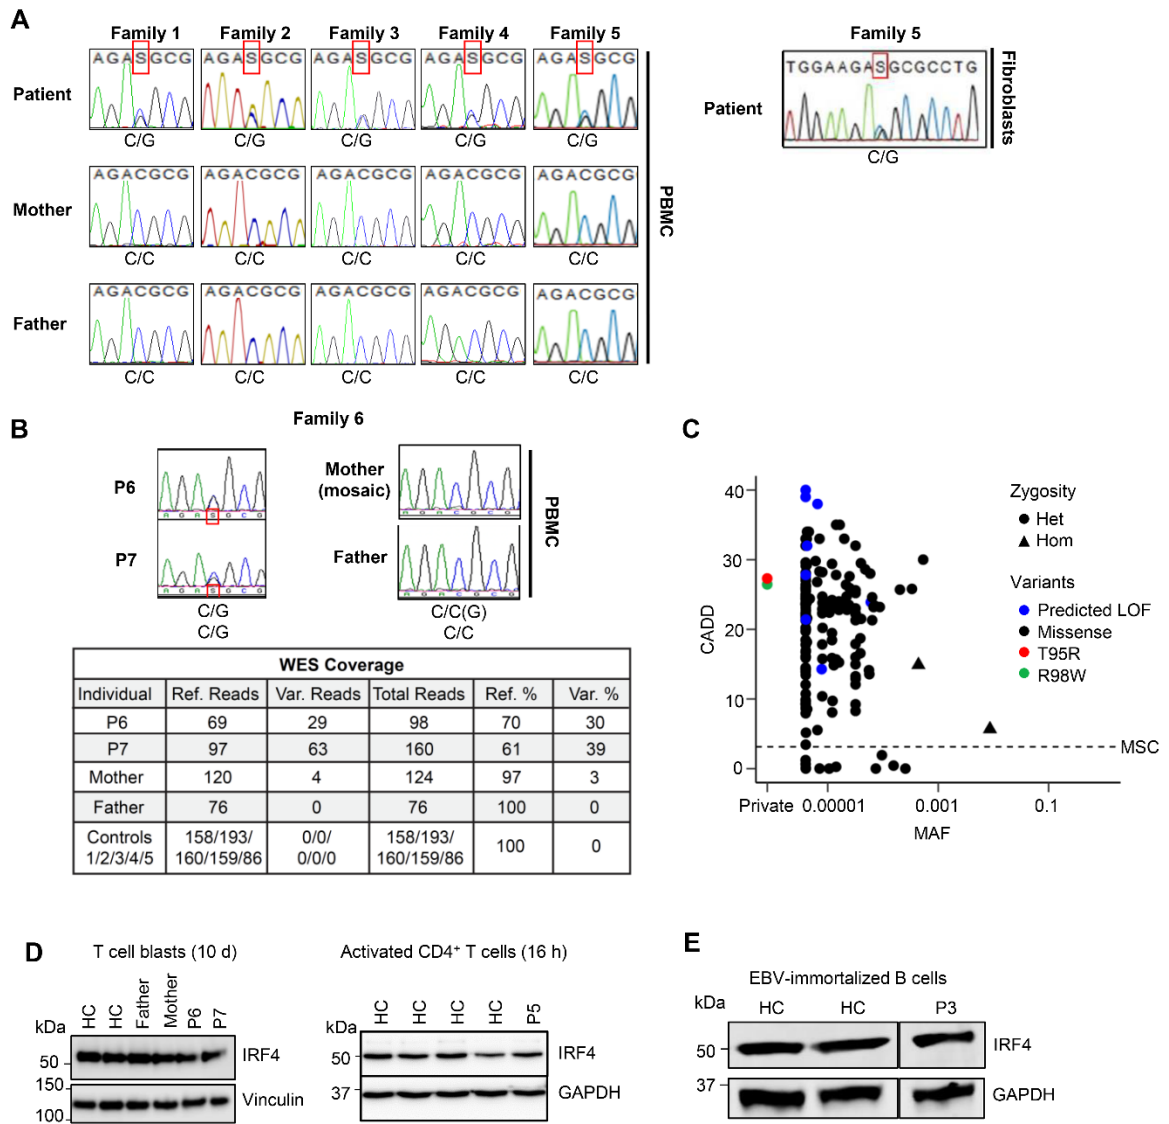 A
Family 1 Family 2 Family 3 Family 4 Family 5
Family 5
AGASGCG AGASGCG AGASGCG AGASGCG AGASGCG
TGGAAGASGCGCCTG
Patient
Patient
Fibroblasts
C/G C/G C/G C/G C/G
C/G
AGACGCG AGACGCG AGACGCG AGACGCG AGACGCG
Mother
PBMC
C/C C/C C/C C/C C/C
AGACGCG AGACGCG AGACGCG AGACGCG AGACGCG
Father
C/C C/C C/C C/C C/C
B
Family 6
P6
A G A S G C G
P7
A G A S G C G
C/G
C/G
Mother
(mosaic)
A G A C G C G
Father
A G A C G C G
C/C(G)
C/C
PBMC
WES Coverage
Individual Ref. Reads Var. Reads Total Reads Ref. % Var. %
P6 69 29 98 70 30
P7 97 63 160 61 39
Mother 120 4 124 97 3
Father 76 0 76 100 0
Controls 1/2/3/4/5 158/193/160/159/86 0/0/0/0/0 158/193/160/159/86 100 0
C
CADD
40
30
20
10
0
Private 0.00001 0.001 0.1
MAF
MSC
Zygosity
Het
Hom
Variants
Predicted LOF
Missense
T95R
R98W
D
T cell blasts (10 d)
HC HC Father Mother P6 P7
kDa
50
IRF4
150
100
Vinculin
Activated CD4+ T cells (16 h)
HC HC HC HC P5
kDa
50
IRF4
37
GAPDH
E
EBV-immortalized B cells
kDa HC HC P3
50
IRF4
37
GAPDH